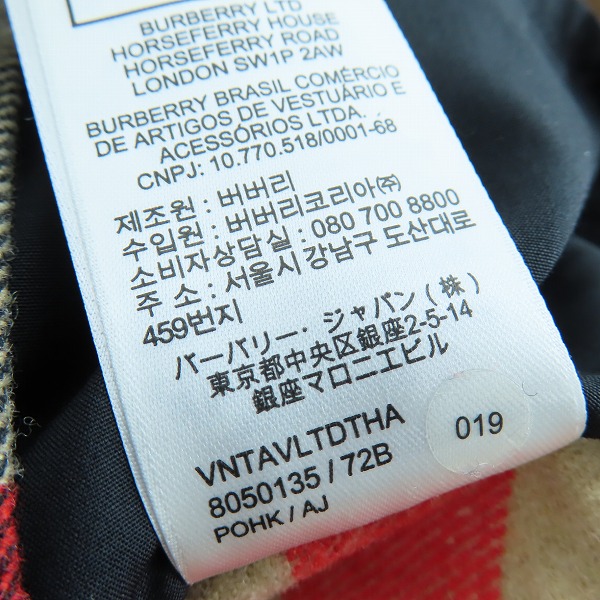 BURBERRY LTD
HORSEFERRY HOUSE
HORSEFERRY ROAD
LONDON SW1P 2AW
BURBERRY BRASIL COMÉRCIO
DE ARTIGOS DE VESTUÁRIO E
ACESSÓRIOS LTDA.
CNPJ: 10.770.518/0001-68
제조원 : 버버리
수입원 : 버버리코리아㈜
소비자상담실 : 080 700 8800
주 소 : 서울시 강남구 도산대로
459번지
バーバリー・ジャパン(株)
東京都中央区銀座2-5-14
銀座マロニエビル
VNTAVLTDTHA
8050135 / 72B
POHK / AJ
019